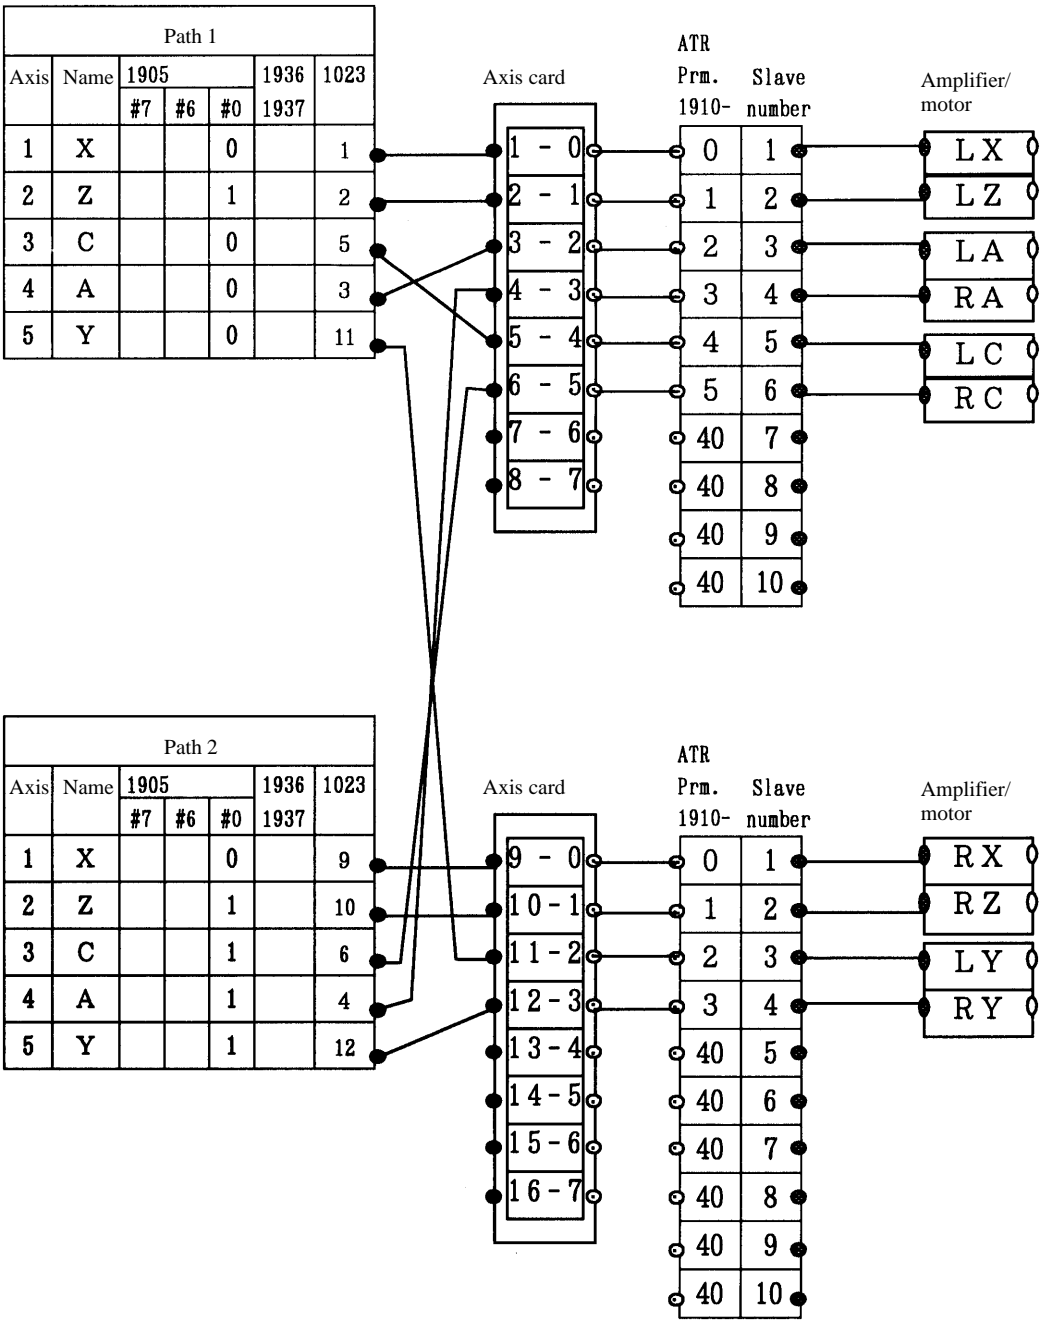 Path 1
Axis Name 1905 1936 1023
#7 #6 #0 1937
1 X 0 1
2 Z 1 2
3 C 0 5
4 A 0 3
5 Y 0 11
Axis card
1 - 0
2 - 1
3 - 2
4 - 3
5 - 4
6 - 5
7 - 6
8 - 7
ATR
Prm. Slave
1910- number
0 1
1 2
2 3
3 4
4 5
5 6
40 7
40 8
40 9
40 10
Amplifier/
motor
LX
LZ
LA
RA
LC
RC
Path 2
Axis Name 1905 1936 1023
#7 #6 #0 1937
1 X 0 9
2 Z 1 10
3 C 1 6
4 A 1 4
5 Y 1 12
Axis card
9 - 0
10-1
11-2
12-3
13-4
14-5
15-6
16-7
ATR
Prm. Slave
1910- number
0 1
1 2
2 3
3 4
40 5
40 6
40 7
40 8
40 9
40 10
Amplifier/
motor
RX
RZ
LY
RY